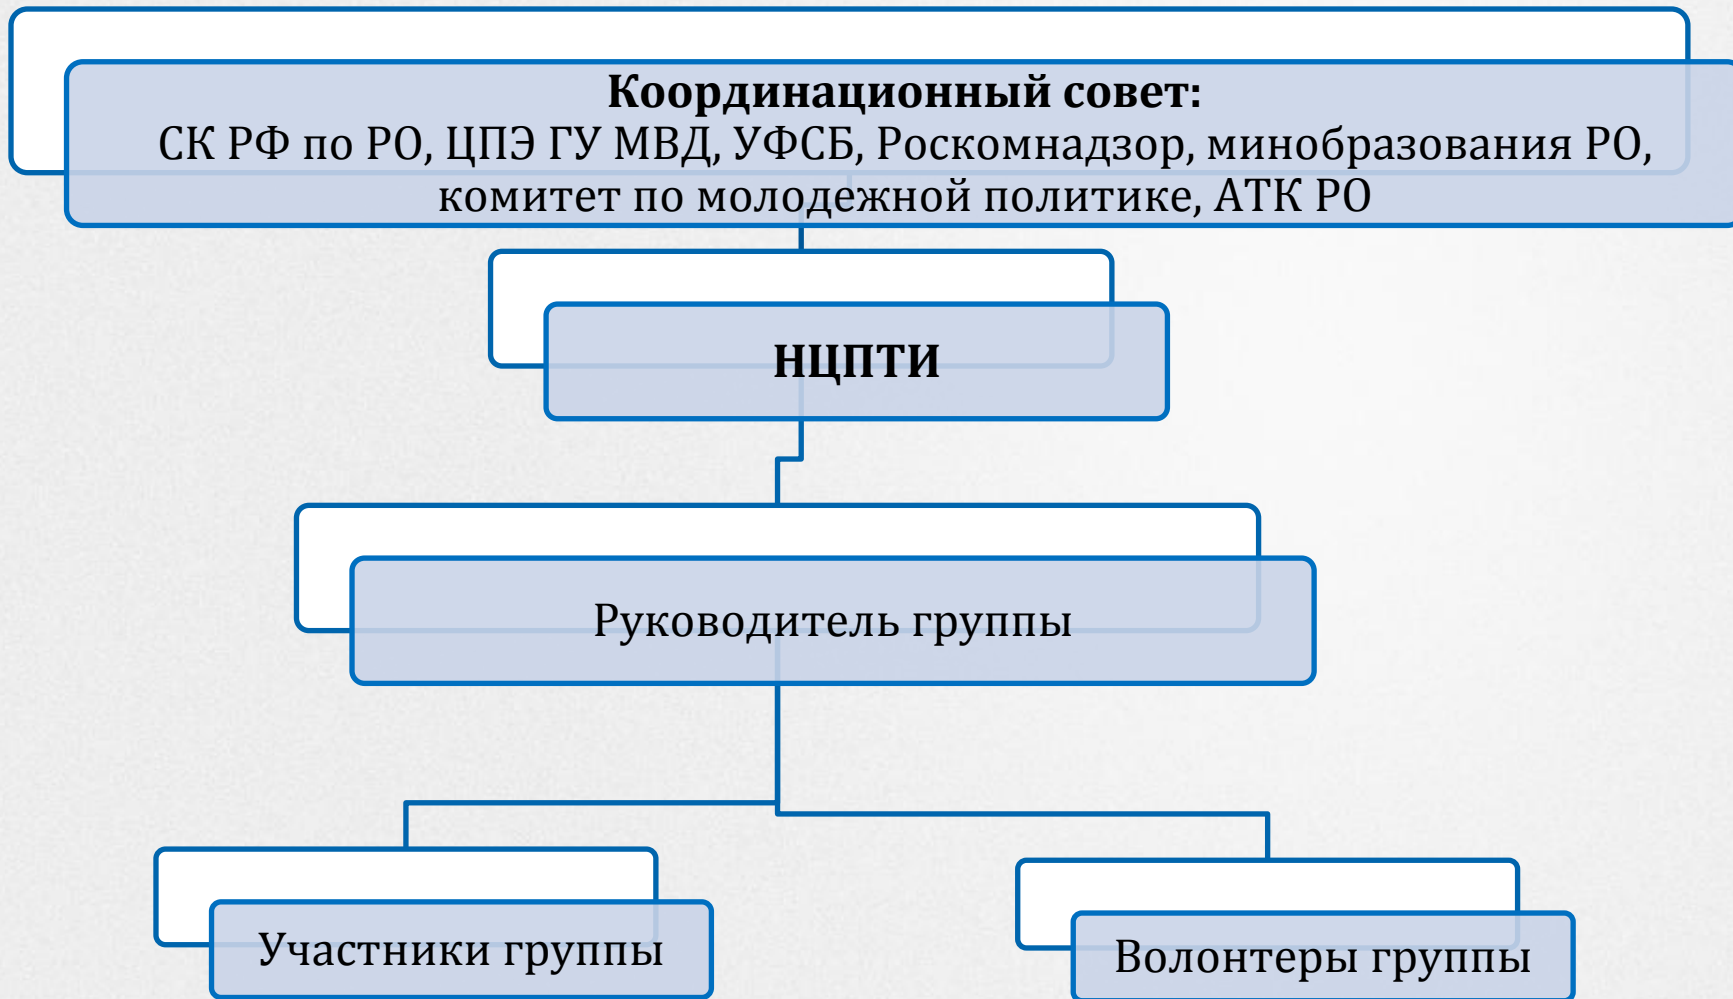 Координационный совет:
СК РФ по РО, ЦПЭ ГУ МВД, УФСБ, Роскомнадзор, минобразования РО,
комитет по молодежной политике, АТК РО
НЦПТИ
Руководитель группы
Участники группы
Волонтеры группы